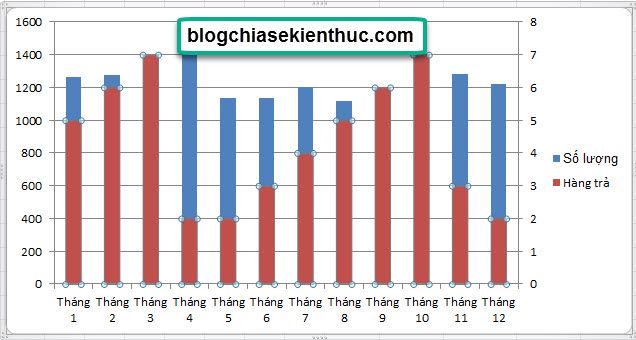 blogchiasekienthuc.com
1600
1400
1200
1000
800
600
400
200
0
8
7
6
5
4
3
2
1
0
Số lượng
Hàng trả
Tháng 1
Tháng 2
Tháng 3
Tháng 4
Tháng 5
Tháng 6
Tháng 7
Tháng 8
Tháng 9
Tháng 10
Tháng 11
Tháng 12